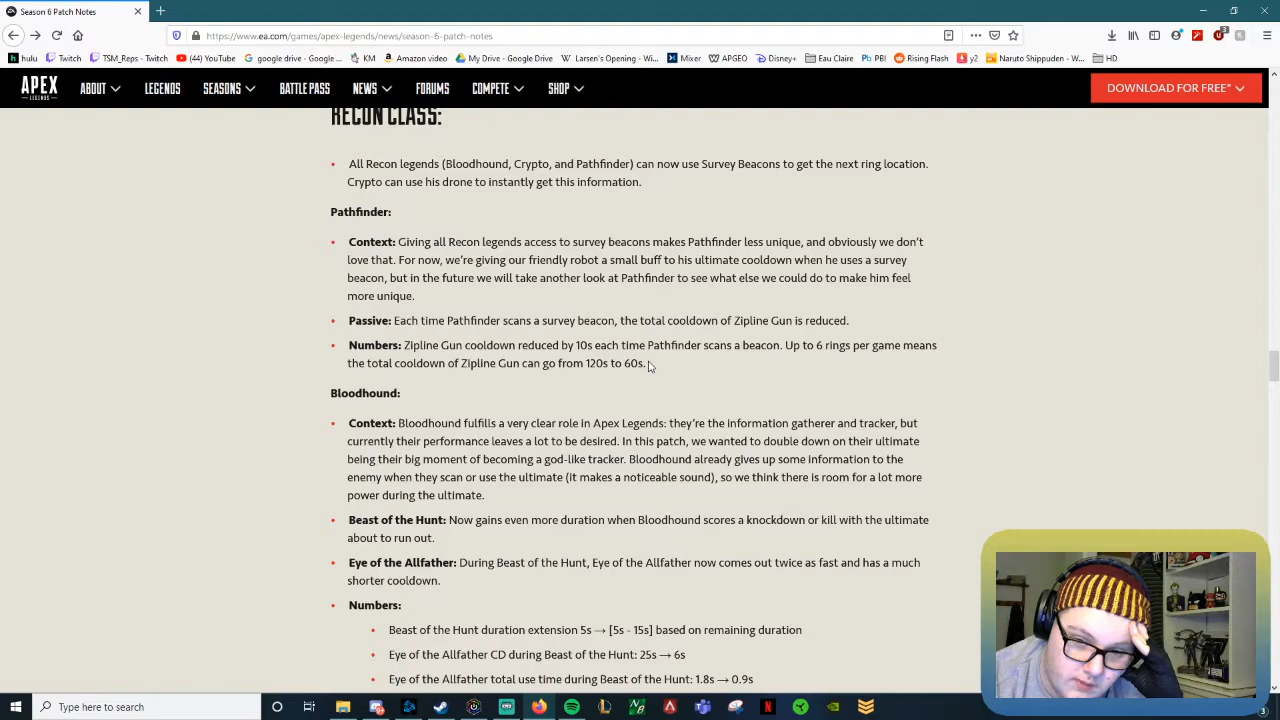 Season 6 Patch Notes
https://www.ea.com/games/apex-legends/news/season-6-patch-notes
hulu Twitch TSM_Reps - Twitch (44) YouTube google drive - Google ... KM Amazon video My Drive - Google Dr... Larsen's Opening - Wi... Mixer APGEO Disney+ Eau Claire PBI Rising Flash y2 Naruto Shippuden - ... HD
APEX LEGENDS ABOUT LEGENDS SEASONS BATTLE PASS NEWS FORUMS COMPETE SHOP DOWNLOAD FOR FREE*
RECON CLASS:
• All Recon legends (Bloodhound, Crypto, and Pathfinder) can now use Survey Beacons to get the next ring location.
Crypto can use his drone to instantly get this information.
Pathfinder:
• Context: Giving all Recon legends access to survey beacons makes Pathfinder less unique, and obviously we don't
love that. For now, we're giving our friendly robot a small buff to his ultimate cooldown when he uses a survey
beacon, but in the future we will take another look at Pathfinder to see what else we could do to make him feel
more unique.
• Passive: Each time Pathfinder scans a survey beacon, the total cooldown of Zipline Gun is reduced.
• Numbers: Zipline Gun cooldown reduced by 10s each time Pathfinder scans a beacon. Up to 6 rings per game means
the total cooldown of Zipline Gun can go from 120s to 60s.
Bloodhound:
• Context: Bloodhound fulfills a very clear role in Apex Legends: they're the information gatherer and tracker, but
currently their performance leaves a lot to be desired. In this patch, we wanted to double down on their ultimate
being their big moment of becoming a god-like tracker. Bloodhound already gives up some information to the
enemy when they scan or use the ultimate (it makes a noticeable sound), so we think there is room for a lot more
power during the ultimate.
• Beast of the Hunt: Now gains even more duration when Bloodhound scores a knockdown or kill with the ultimate
about to run out.
• Eye of the Allfather: During Beast of the Hunt, Eye of the Allfather now comes out twice as fast and has a much
shorter cooldown.
• Numbers:
• Beast of the Hunt duration extension 5s → [5s - 15s] based on remaining duration
• Eye of the Allfather CD during Beast of the Hunt: 25s → 6s
• Eye of the Allfather total use time during Beast of the Hunt: 1.8s → 0.9s
Type here to search